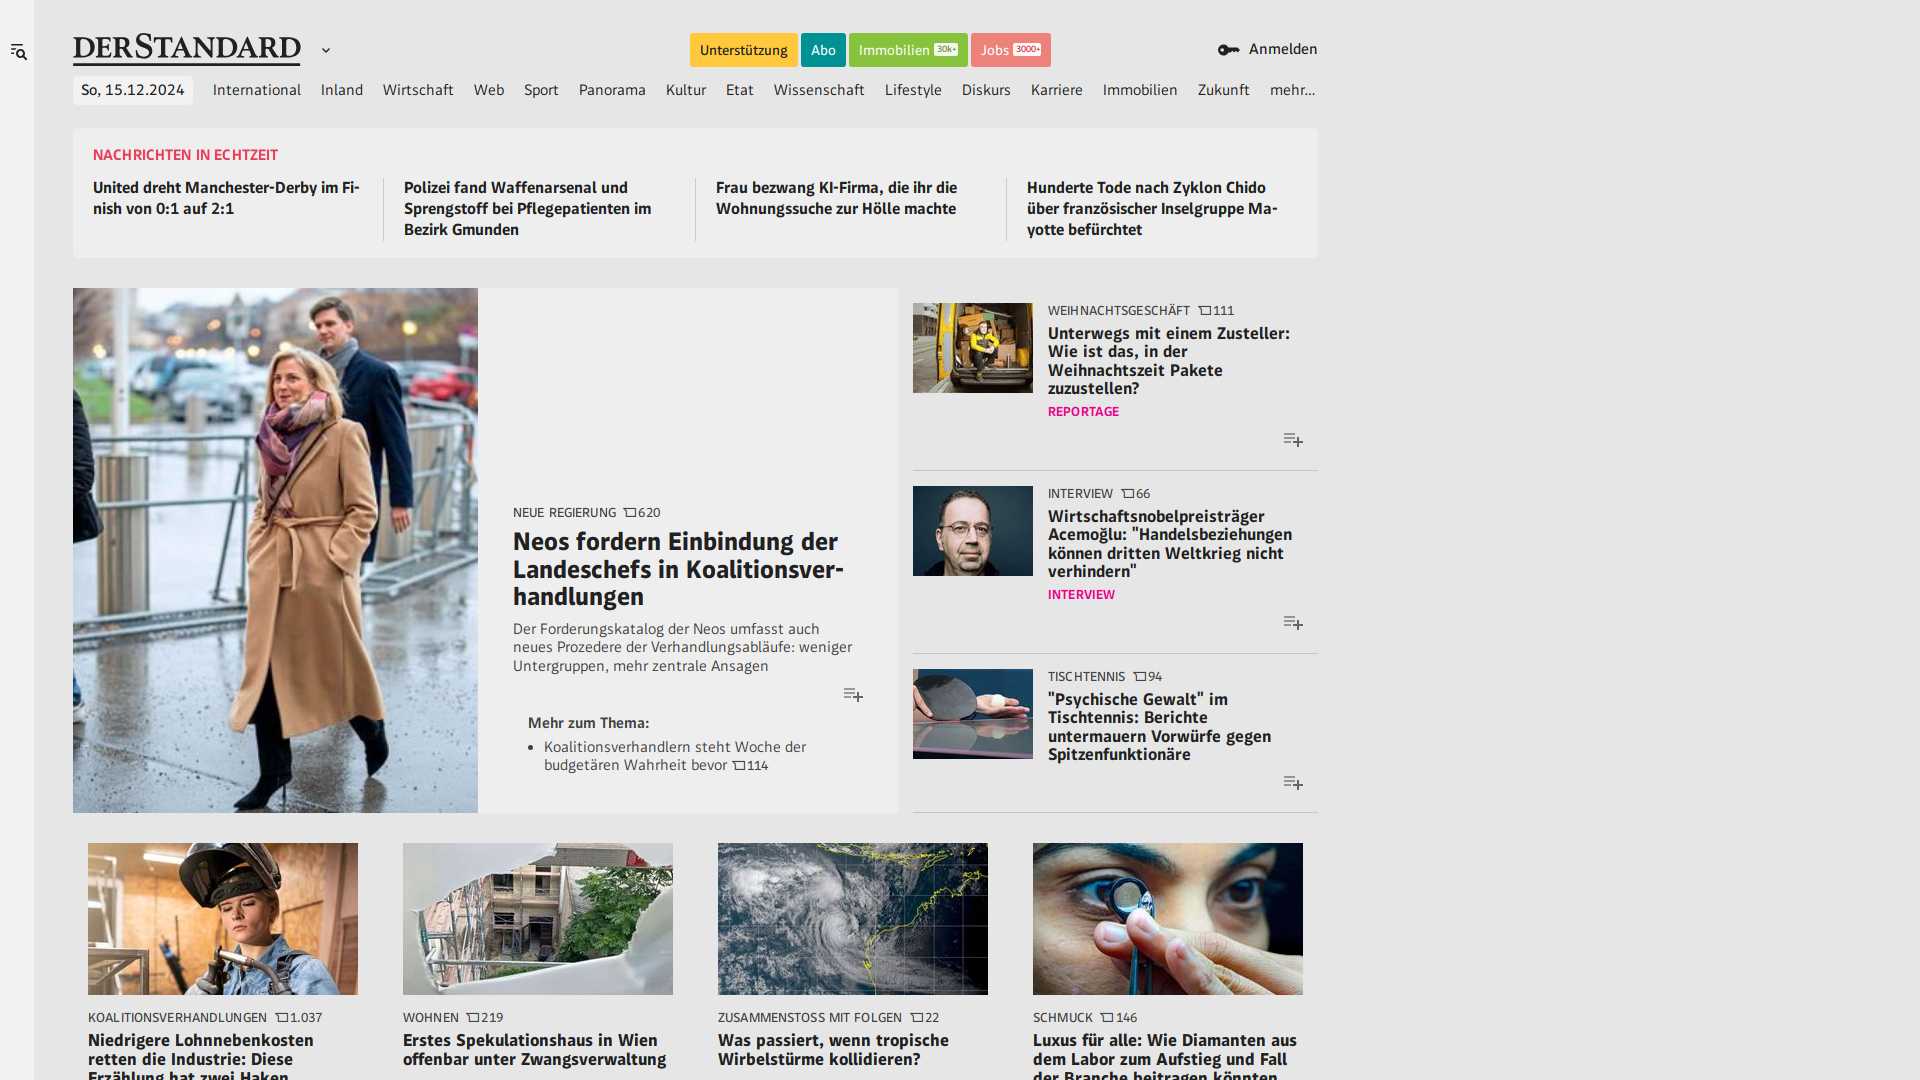 DERSTANDARD
Unterstützung
Abo
Immobilien 30k+
Jobs 3000+
Anmelden
So, 15.12.2024
International
Inland
Wirtschaft
Web
Sport
Panorama
Kultur
Etat
Wissenschaft
Lifestyle
Diskurs
Karriere
Immobilien
Zukunft
mehr...
NACHRICHTEN IN ECHTZEIT
United dreht Manchester-Derby im Fi-
nish von 0:1 auf 2:1
Polizei fand Waffenarsenal und
Sprengstoff bei Pflegepatienten im
Bezirk Gmunden
Frau bezwang KI-Firma, die ihr die
Wohnungssuche zur Hölle machte
Hunderte Tode nach Zyklon Chido
über französischer Inselgruppe Ma-
yotte befürchtet
NEUE REGIERUNG 620
Neos fordern Einbindung der
Landeschefs in Koalitionsver-
handlungen
Der Forderungskatalog der Neos umfasst auch
neues Prozedere der Verhandlungsabläufe: weniger
Untergruppen, mehr zentrale Ansagen
Mehr zum Thema:
• Koalitionsverhandlern steht Woche der
budgetären Wahrheit bevor 114
WEIHNACHTSGESCHÄFT 111
Unterwegs mit einem Zusteller:
Wie ist das, in der
Weihnachtszeit Pakete
zuzustellen?
REPORTAGE
INTERVIEW 66
Wirtschaftsnobelpreisträger
Acemoğlu: "Handelsbeziehungen
können dritten Weltkrieg nicht
verhindern"
INTERVIEW
TISCHTENNIS 94
"Psychische Gewalt" im
Tischtennis: Berichte
untermauern Vorwürfe gegen
Spitzenfunktionäre
KOALITIONSVERHANDLUNGEN 1.037
Niedrigere Lohnnebenkosten
retten die Industrie: Diese
Erzählung hat zwei Haken
WOHNEN 219
Erstes Spekulationshaus in Wien
offenbar unter Zwangsverwaltung
ZUSAMMENSTOSS MIT FOLGEN 22
Was passiert, wenn tropische
Wirbelstürme kollidieren?
SCHMUCK 146
Luxus für alle: Wie Diamanten aus
dem Labor zum Aufstieg und Fall
der Branche beitragen könnten